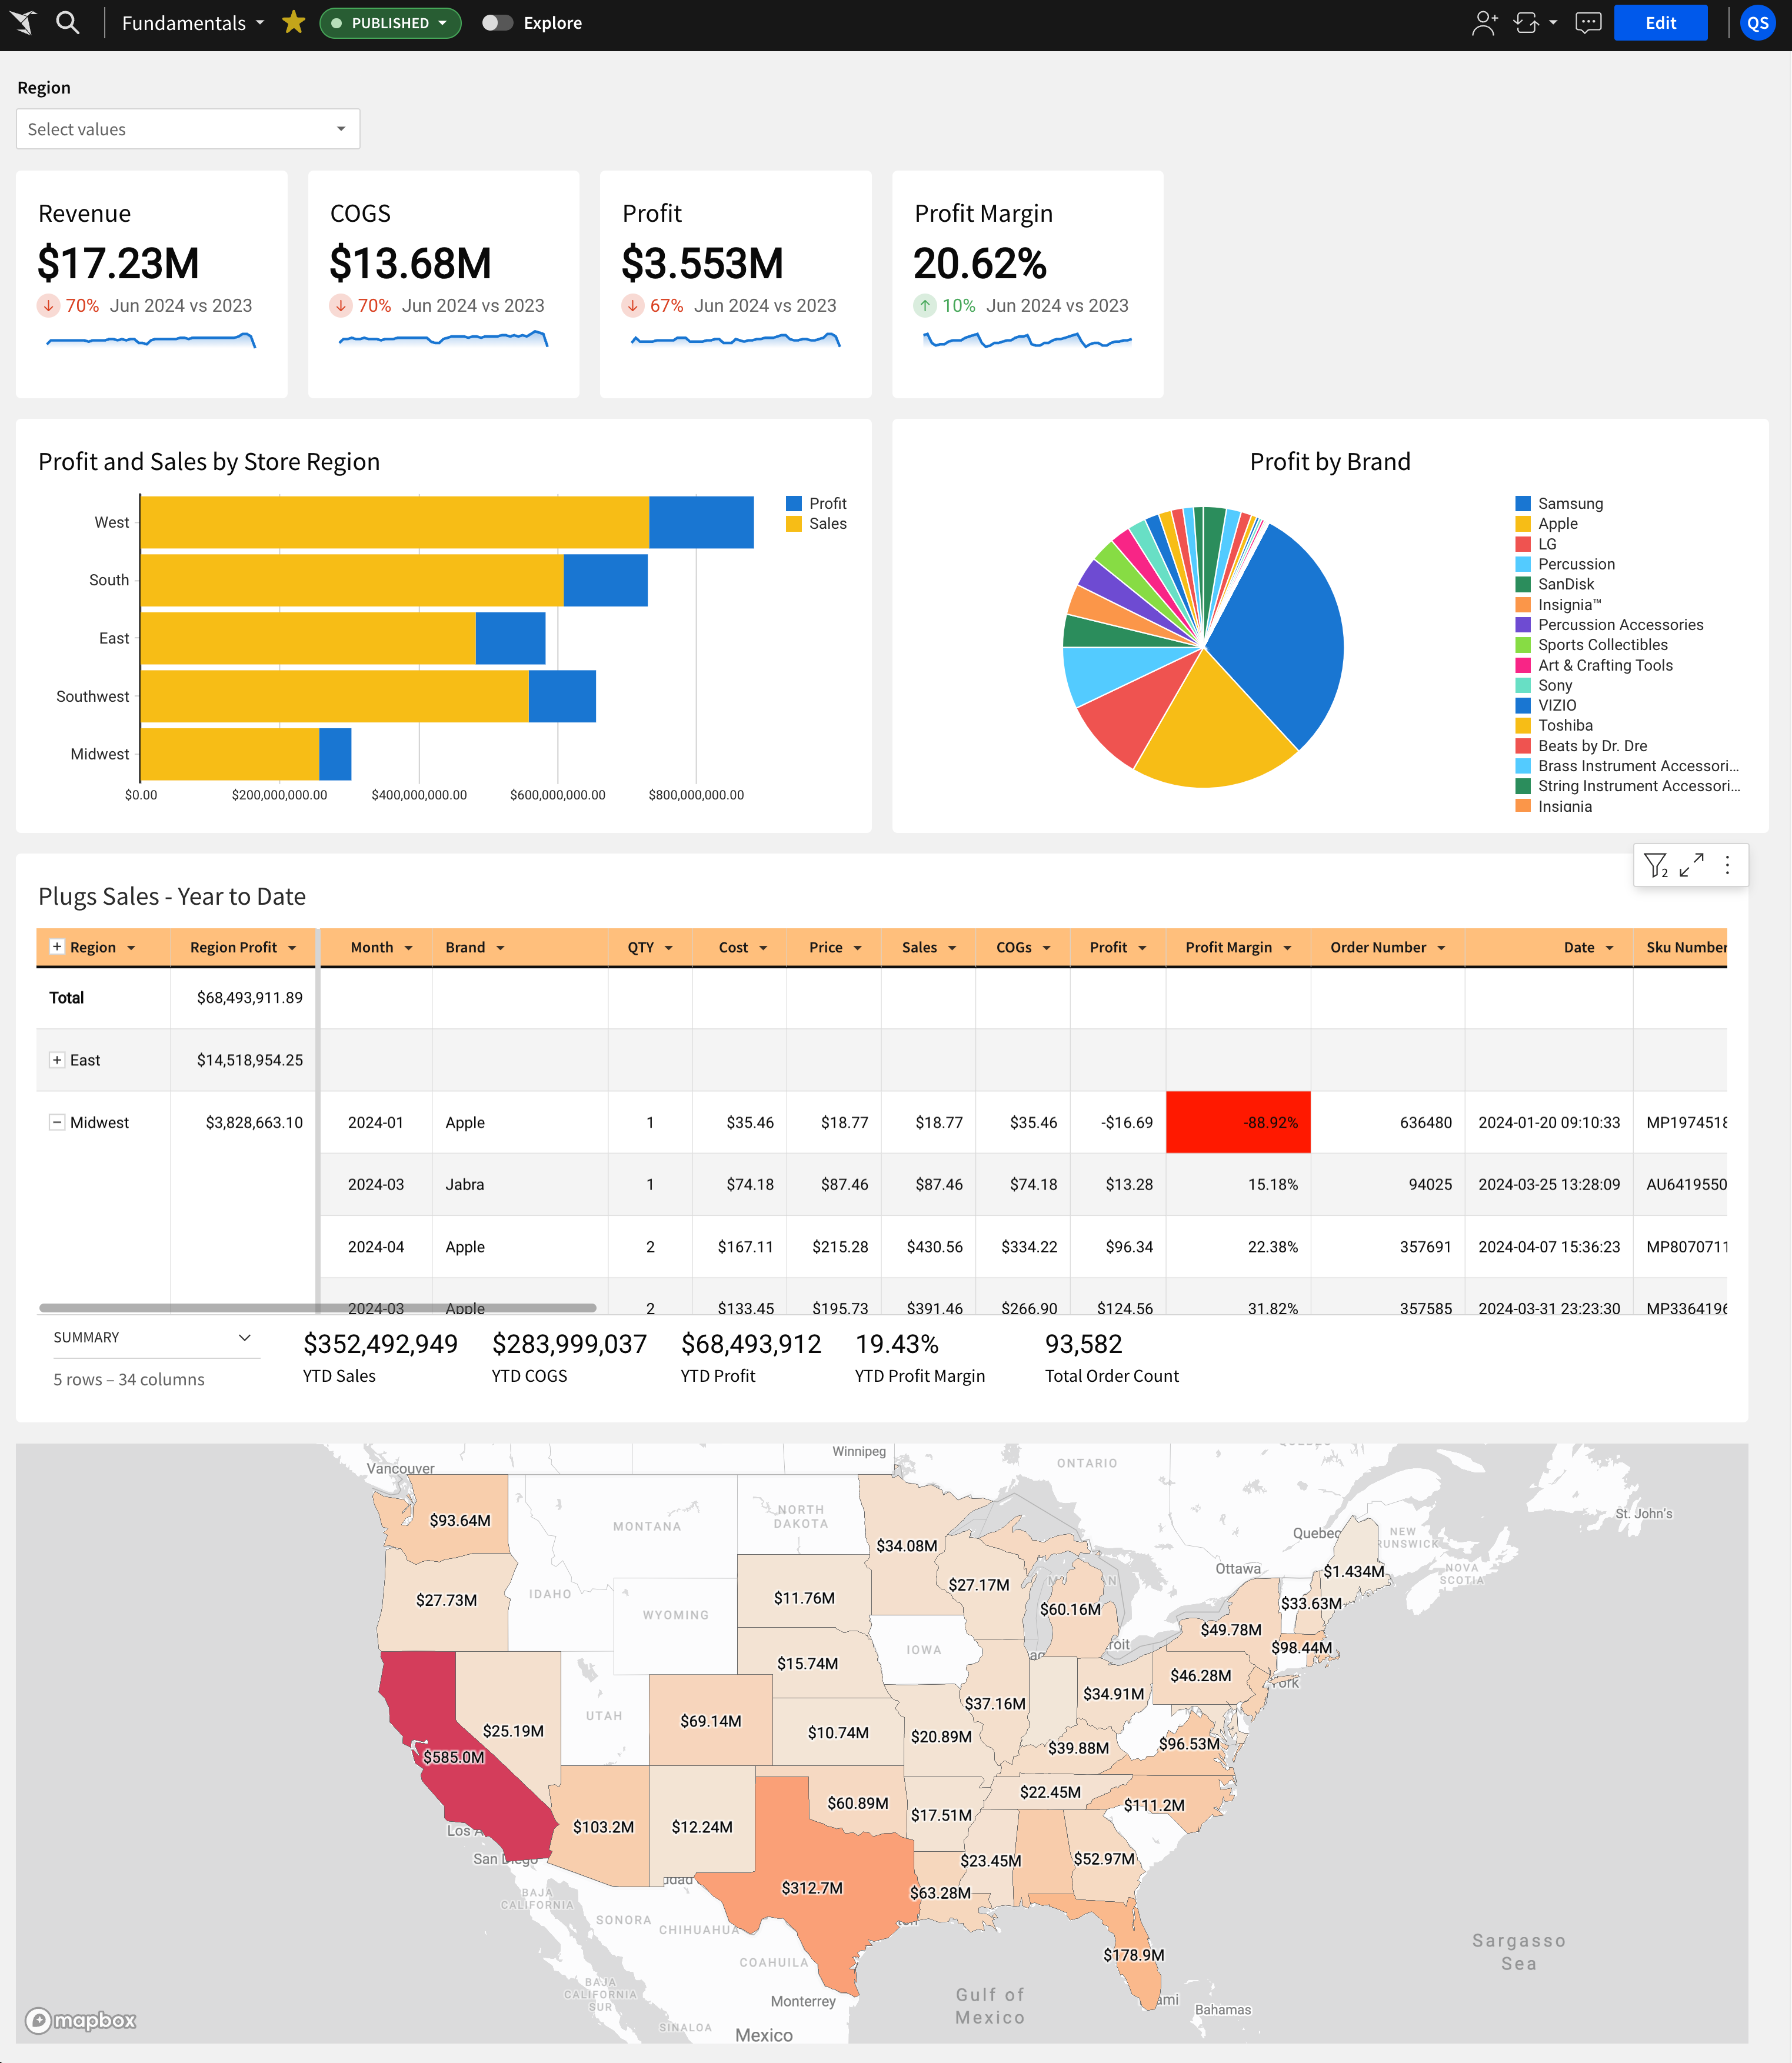 Fundamentals
PUBLISHED
Explore
Edit
QS
Region
Select values
Revenue
$17.23M
70% Jun 2024 vs 2023
COGS
$13.68M
70% Jun 2024 vs 2023
Profit
$3.553M
67% Jun 2024 vs 2023
Profit Margin
20.62%
10% Jun 2024 vs 2023
Profit and Sales by Store Region
West
South
East
Southwest
Midwest
$0.00 $200,000,000.00 $400,000,000.00 $600,000,000.00 $800,000,000.00
Profit
Sales
Profit by Brand
Samsung
Apple
LG
Percussion
SanDisk
Insignia™
Percussion Accessories
Sports Collectibles
Art & Crafting Tools
Sony
VIZIO
Toshiba
Beats by Dr. Dre
Brass Instrument Accessori...
String Instrument Accessori...
Insignia
2
Plugs Sales - Year to Date
Region Region Profit Month Brand QTY Cost Price Sales COGs Profit Profit Margin Order Number Date Sku Number
Total $68,493,911.89
East $14,518,954.25
Midwest $3,828,663.10 2024-01 Apple 1 $35.46 $18.77 $18.77 $35.46 -$16.69 -88.92% 636480 2024-01-20 09:10:33 MP1974518
2024-03 Jabra 1 $74.18 $87.46 $87.46 $74.18 $13.28 15.18% 94025 2024-03-25 13:28:09 AU6419550
2024-04 Apple 2 $167.11 $215.28 $430.56 $334.22 $96.34 22.38% 357691 2024-04-07 15:36:23 MP8070711
2024-03 Apple 2 $133.45 $195.73 $391.46 $266.90 $124.56 31.82% 357585 2024-03-31 23:23:30 MP3364196
SUMMARY
5 rows – 34 columns
$352,492,949
YTD Sales
$283,999,037
YTD COGS
$68,493,912
YTD Profit
19.43%
YTD Profit Margin
93,582
Total Order Count
Winnipeg
ONTARIO
Vancouver
St. John's
NORTH
DAKOTA
$93.64M
MONTANA
Quebec
NEW
RUNSWICK
$34.08M
Ottawa
NOVA
SCOTIA
$1.434M
$27.17M
IDAHO
$27.73M
$11.76M
$33.63M
$60.16M
WYOMING
$49.78M
roit
$98.44M
IOWA
$15.74M
$46.28M
ork
$34.91M
$37.16M
UTAH
$69.14M
$25.19M
$10.74M
$20.89M
$96.53M
$39.88M
$585.0M
$22.45M
$60.89M
$111.2M
$17.51M
$103.2M
$12.24M
Los A
San Diego
$23.45M
$52.97M
udad
$312.7M
$63.28M
BAJA
CALIFORNIA
SONORA
CHIHUAHUA
ton
Sargasso
Sea
$178.9M
COAHUILA
BAJA
CALIFORNIA
SUR
Gulf of
Mexico
Monterrey
ami
Bahamas
SINALOA
Mexico
mapbox